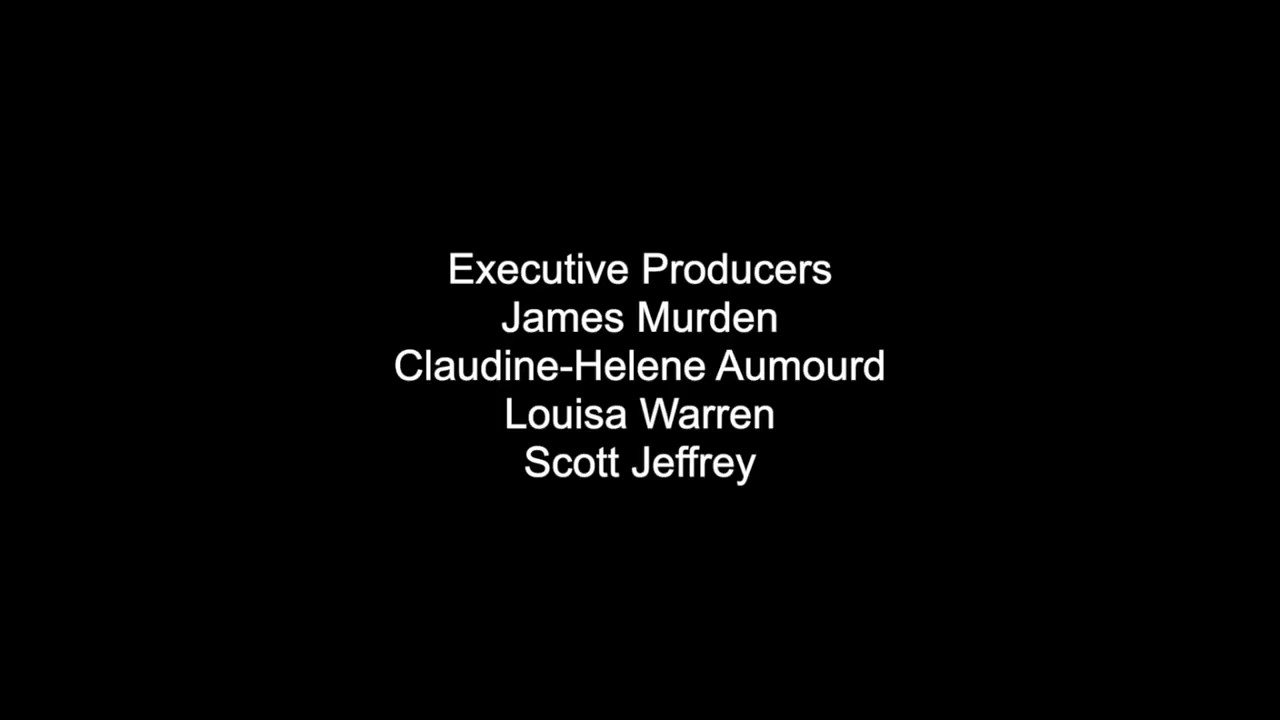 Executive Producers
James Murden
Claudine-Helene Aumourd
Louisa Warren
Scott Jeffrey